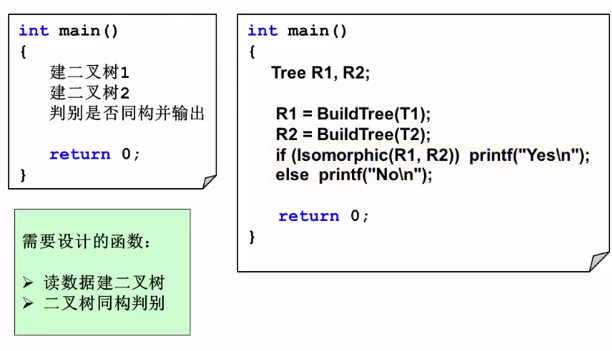 int main()
{
建二叉树1
建二叉树2
判别是否同构并输出
return 0;
}
需要设计的函数：
➢ 读数据建二叉树
➢ 二叉树同构判别
int main()
{
Tree R1, R2;
R1 = BuildTree(T1);
R2 = BuildTree(T2);
if (Isomorphic(R1, R2)) printf("Yes\n");
else printf("No\n");
return 0;
}